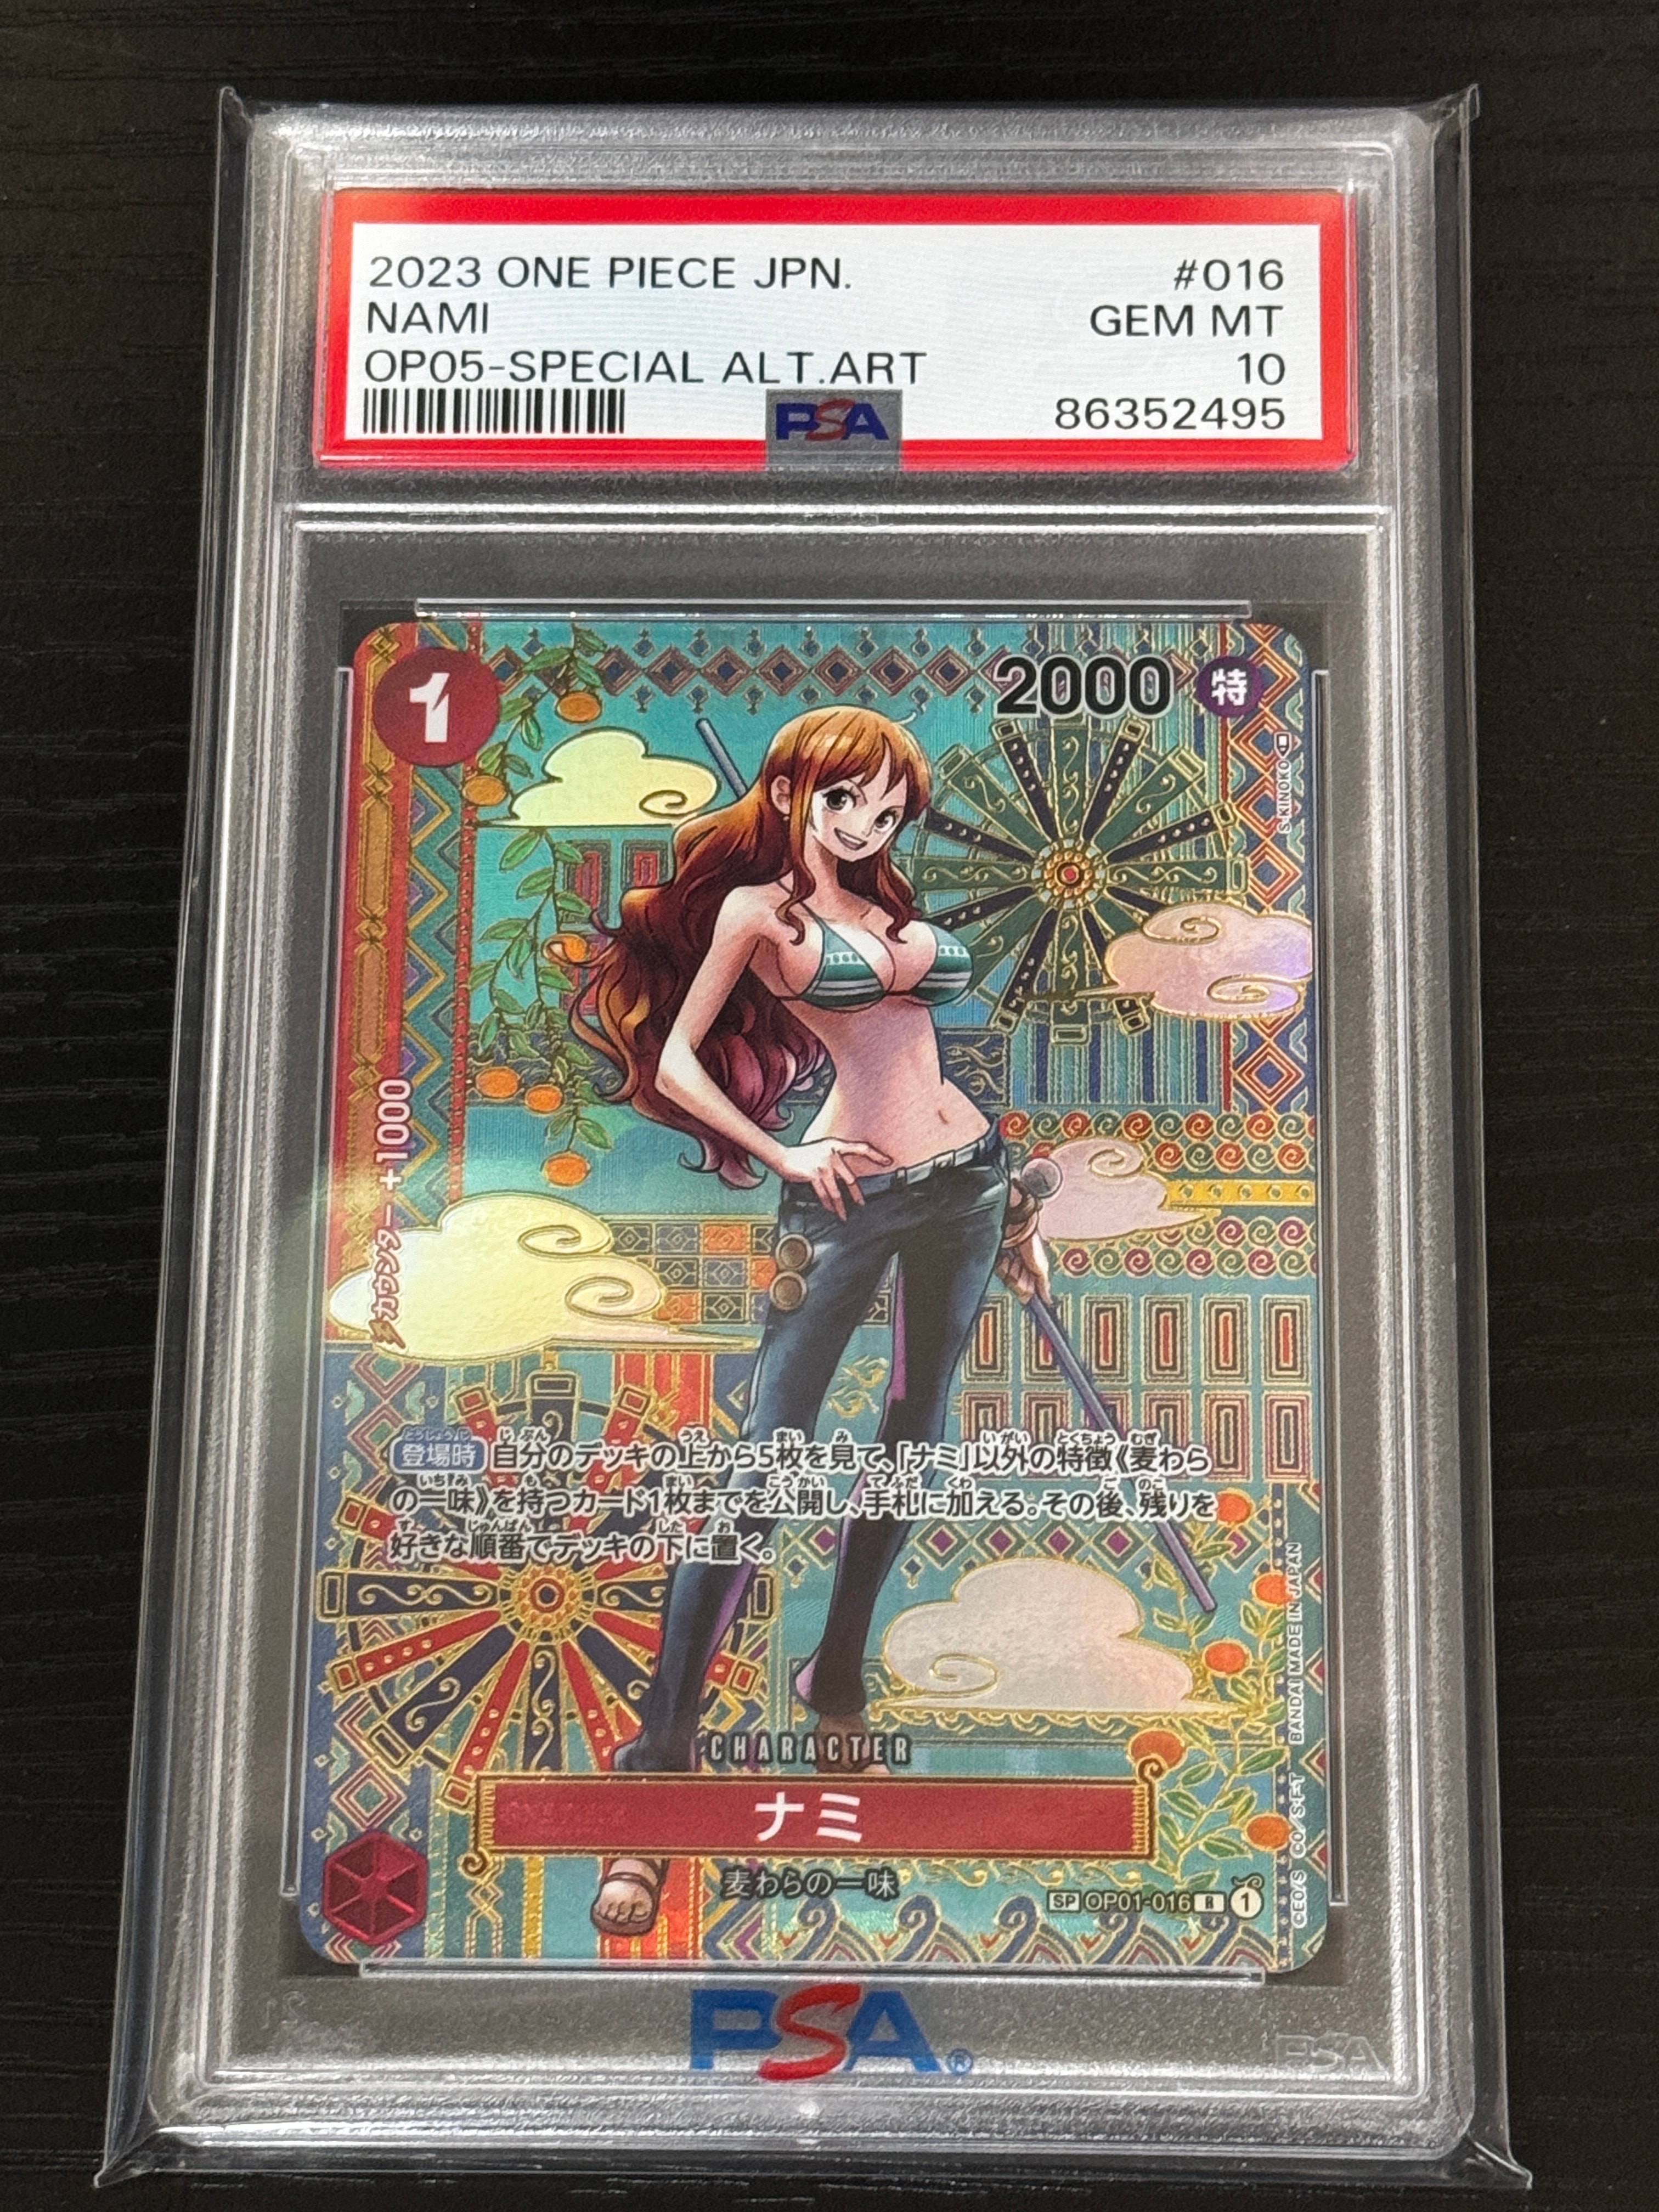 2023 ONE PIECE JPN. #016
NAMI GEM MT
OP05-SPECIAL ALT.ART 10
PSA 86352495
1
2000 特
S・KINOKO
カウンター +1000
登場時 自分のデッキの上から5枚を見て、「ナミ」以外の特徴《麦わら
の一味》を持つカード1枚までを公開し、手札に加える。その後、残りを
好きな順番でデッキの下に置く。
CHARACTER
ナミ
麦わらの一味
SP OP01-016 R 1
©EO/S ©O/S・F・T BANDAI MADE IN JAPAN
PSA®
PSA